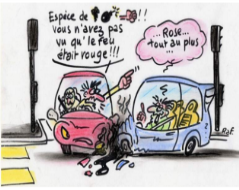 Espèce de !!
vous n'avez pas
vu qu'le feu
était rouge!!!
...Rose...
tout au plus
...